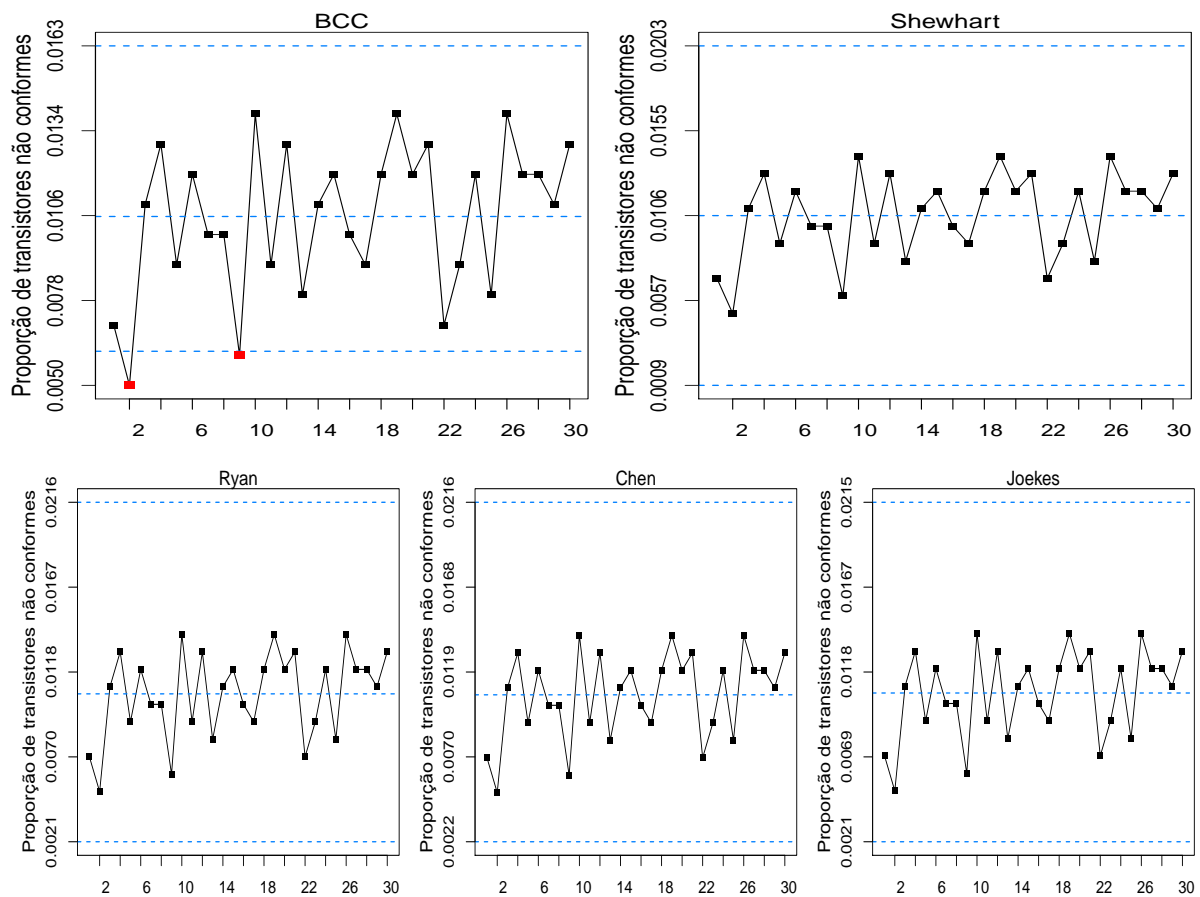 BCC
Proporção de transistores não conformes
0.0163
0.0134
0.0106
0.0078
0.0050
2 6 10 14 18 22 26 30
Shewhart
Proporção de transistores não conformes
0.0203
0.0155
0.0106
0.0057
0.0009
2 6 10 14 18 22 26 30
Ryan
Proporção de transistores não conformes
0.0216
0.0167
0.0118
0.0070
0.0021
2 6 10 14 18 22 26 30
Chen
Proporção de transistores não conformes
0.0216
0.0168
0.0119
0.0070
0.0022
2 6 10 14 18 22 26 30
Joekes
Proporção de transistores não conformes
0.0215
0.0167
0.0118
0.0069
0.0021
2 6 10 14 18 22 26 30